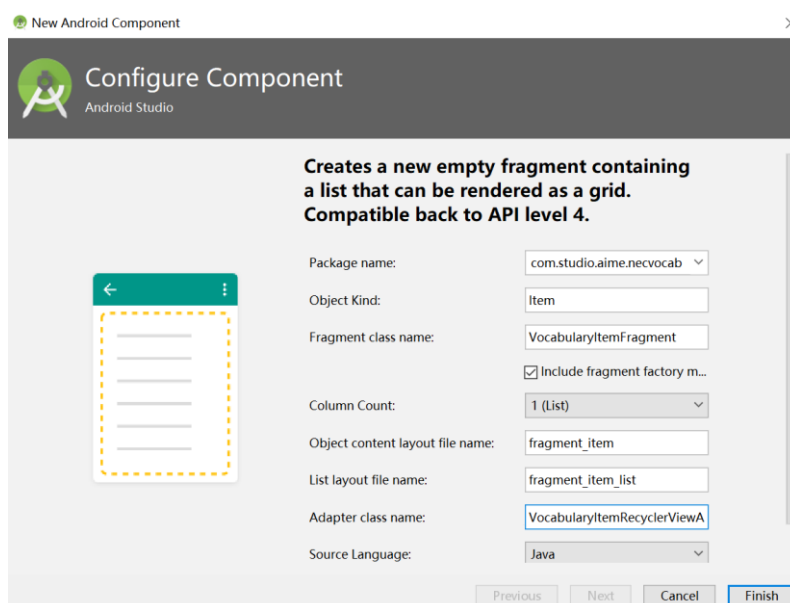 New Android Component
Configure Component
Android Studio
Creates a new empty fragment containing
a list that can be rendered as a grid.
Compatible back to API level 4.
Package name:
com.studio.aime.necvocab
Object Kind:
Item
Fragment class name:
VocabularyItemFragment
Include fragment factory m...
Column Count:
1 (List)
Object content layout file name:
fragment_item
List layout file name:
fragment_item_list
Adapter class name:
VocabularyItemRecyclerViewA
Source Language:
Java
Previous
Next
Cancel
Finish